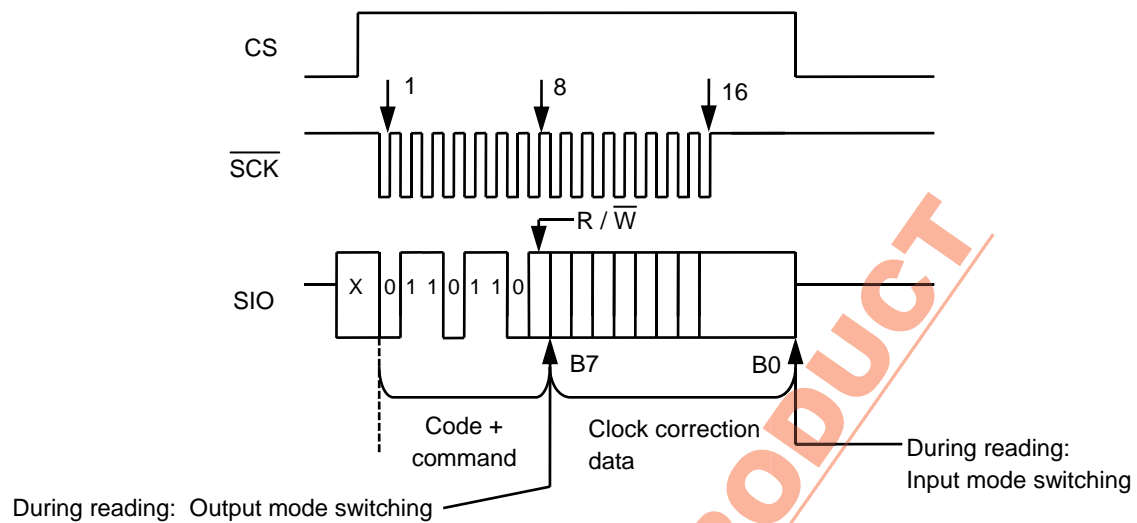 CS
1
8
16
SCK
R / W
SIO
X 0 1 1 0 1 1 0
B7
B0
Code +
command
Clock correction
data
During reading:
Input mode switching
During reading: Output mode switching
PRODUCT